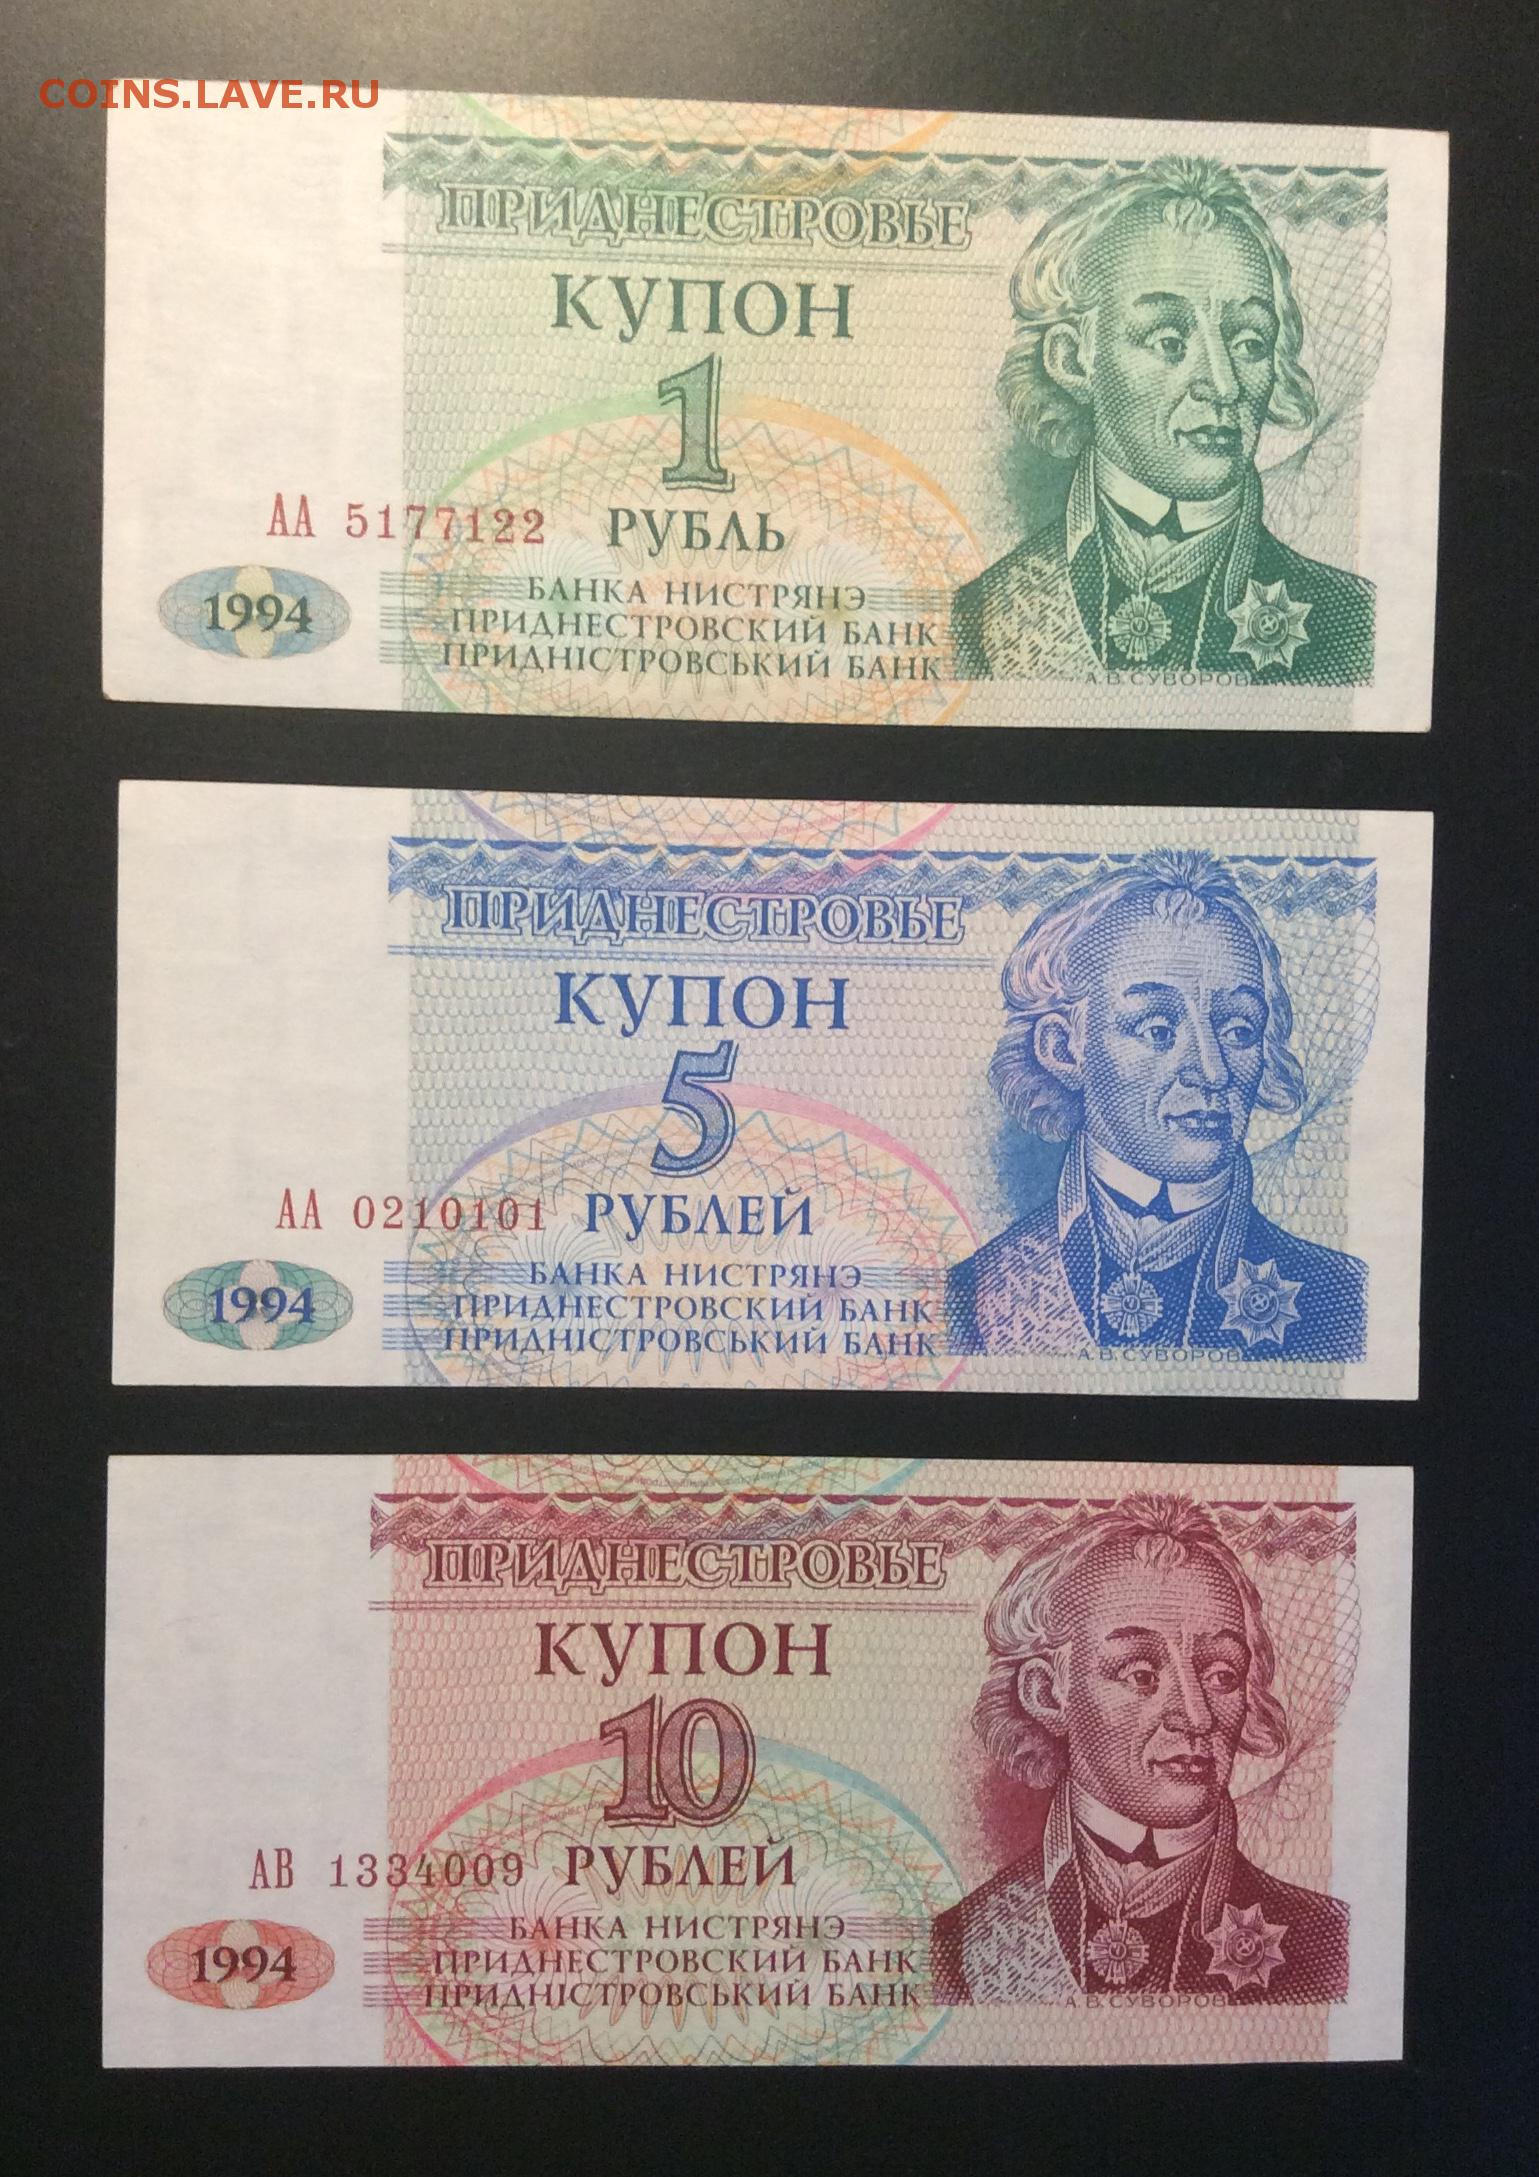 COINS.LAVE.RU
ПРИДНЕСТРОВЬЕ
КУПОН
1
АА 5177122 РУБЛЬ
БАНКА НИСТРЯНЭ
1994 ПРИДНЕСТРОВСКИЙ БАНК
ПРИДНІСТРОВСЬКИЙ БАНК
А.В.СУВОРОВ
ПРИДНЕСТРОВЬЕ
КУПОН
5
АА 0210101 РУБЛЕЙ
БАНКА НИСТРЯНЭ
1994 ПРИДНЕСТРОВСКИЙ БАНК
ПРИДНІСТРОВСЬКИЙ БАНК
А.В.СУВОРОВ
ПРИДНЕСТРОВЬЕ
КУПОН
10
АВ 1334009 РУБЛЕЙ
БАНКА НИСТРЯНЭ
1994 ПРИДНЕСТРОВСКИЙ БАНК
ПРИДНІСТРОВСЬКИЙ БАНК
А.В.СУВОРОВ